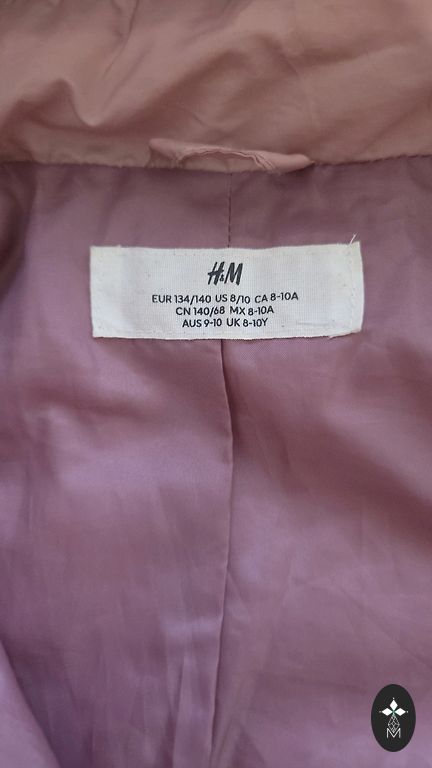 H&M
EUR 134/140 US 8/10 CA 8-10A
CN 140/68 MX 8-10A
AUS 9-10 UK 8-10Y
M